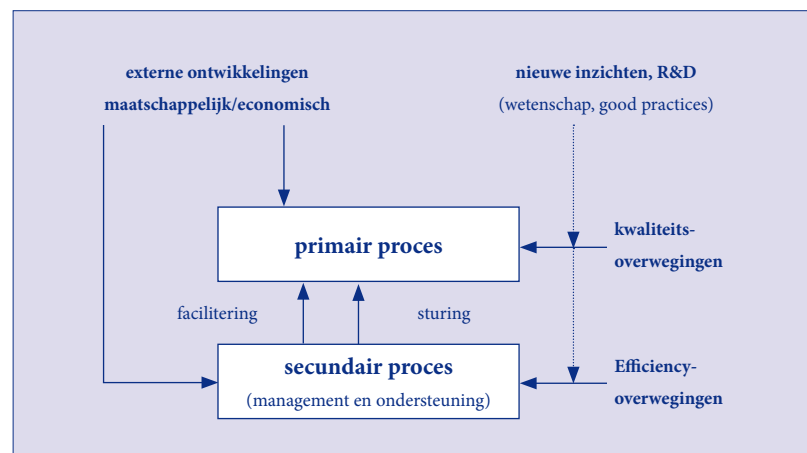 externe ontwikkelingen
maatschappelijk/economisch
nieuwe inzichten, R&D
(wetenschap, good practices)
primair proces
kwaliteits-
overwegingen
facilitering
sturing
secundair proces
(management en ondersteuning)
Efficiency-
overwegingen